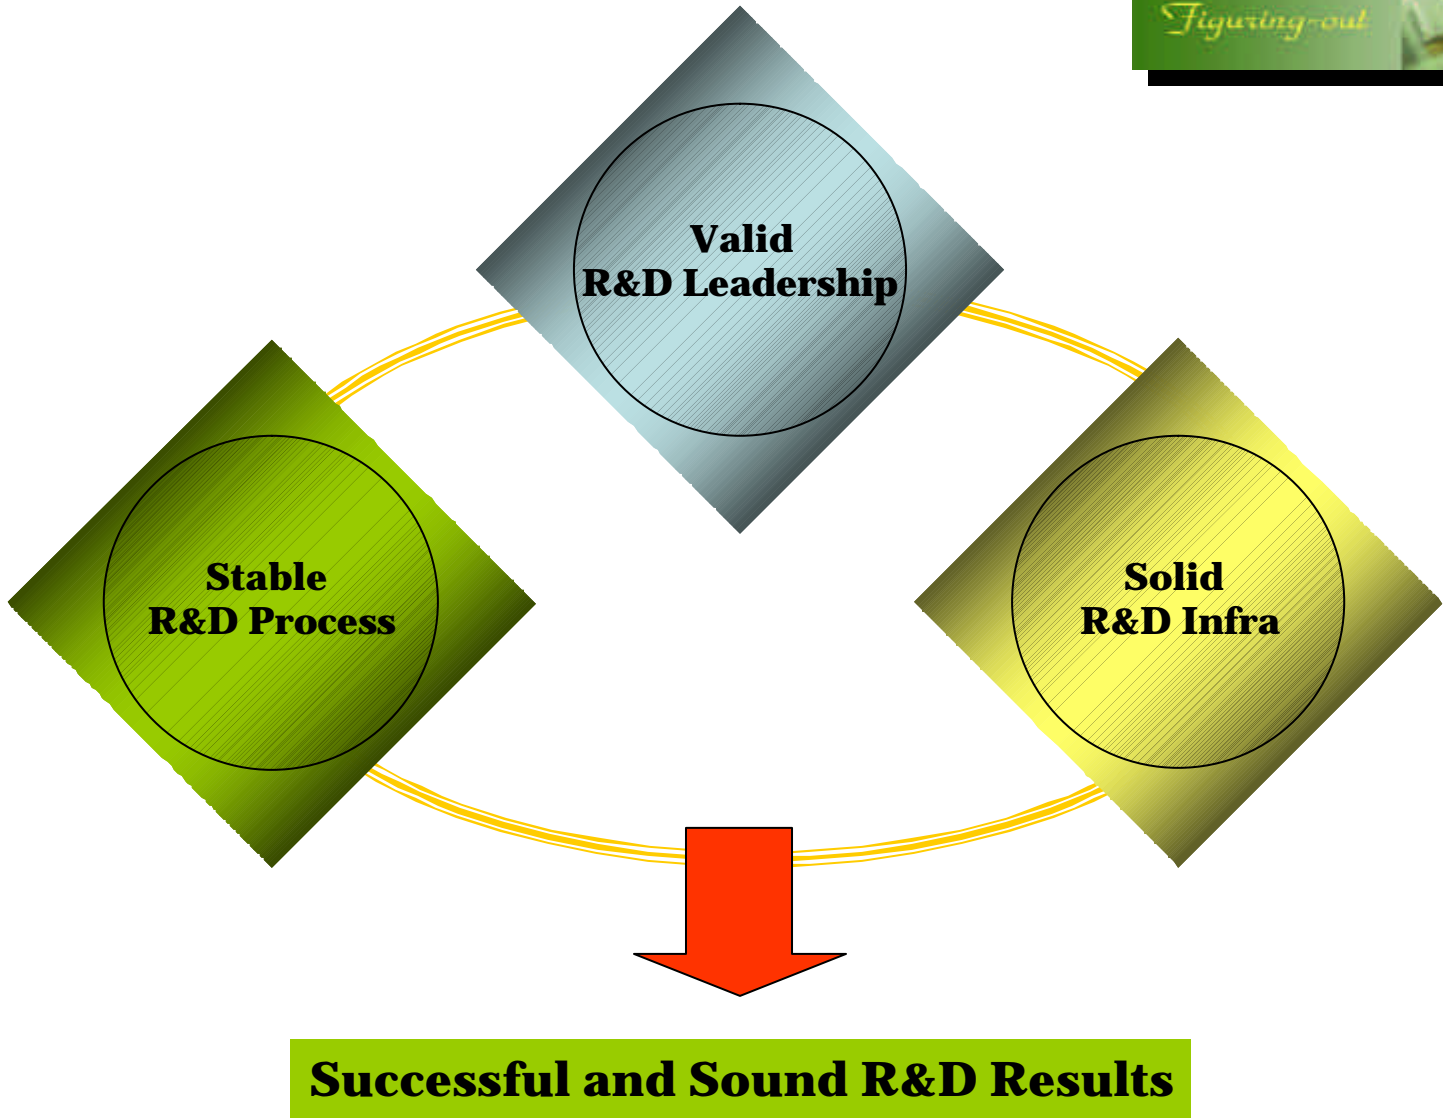 Figuring-out
Valid
R&D Leadership
Stable
R&D Process
Solid
R&D Infra
Successful and Sound R&D Results